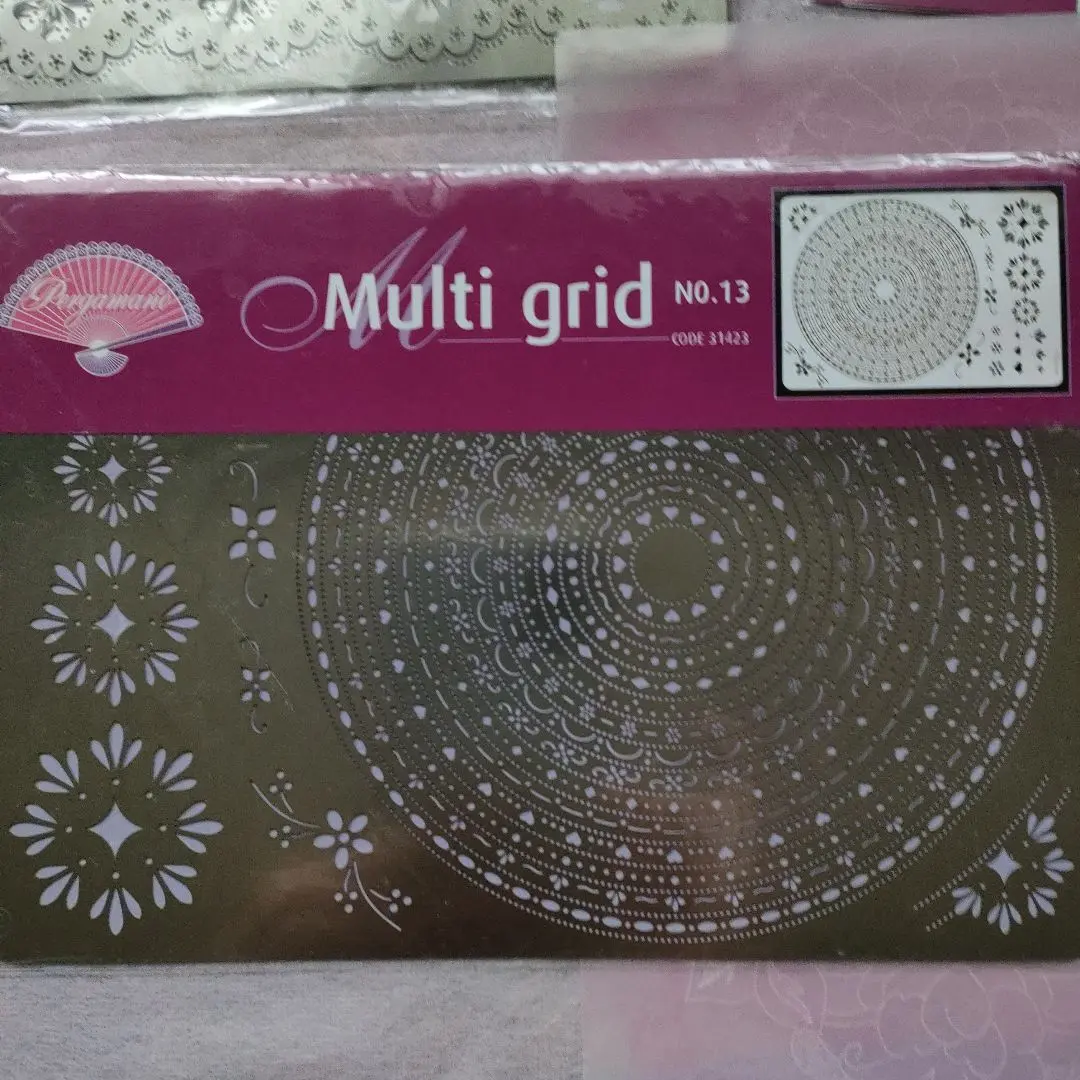 Pergamano
M
Multi grid NO.13
CODE 31423